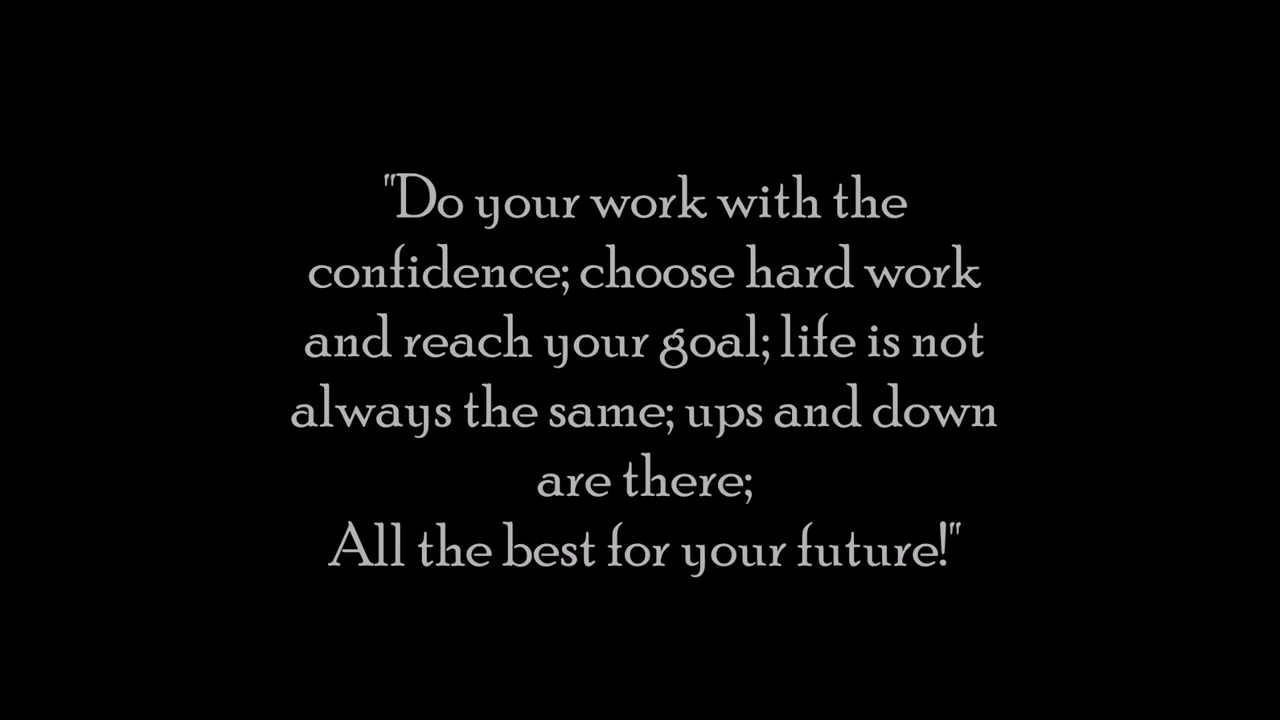 "Do your work with the
confidence; choose hard work
and reach your goal; life is not
always the same; ups and down
are there;
All the best for your future!"